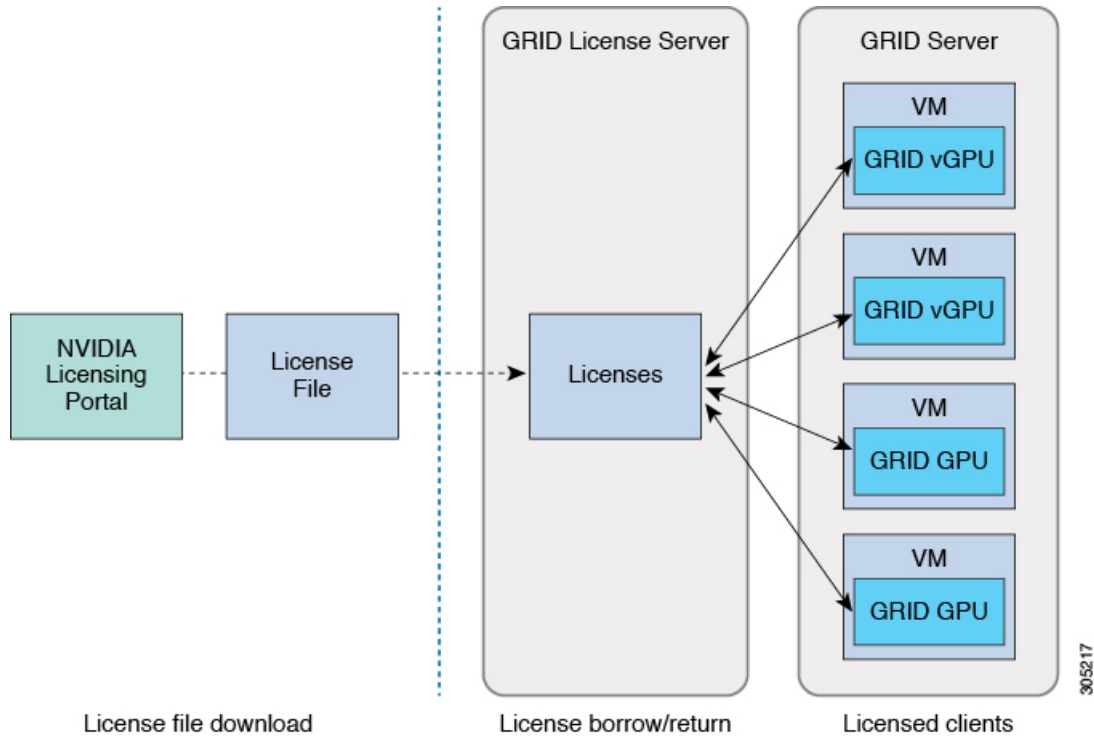 GRID License Server
GRID Server
VM
GRID vGPU
VM
GRID vGPU
NVIDIA
Licensing
Portal
License
File
Licenses
VM
GRID GPU
VM
GRID GPU
305217
License file download
License borrow/return
Licensed clients